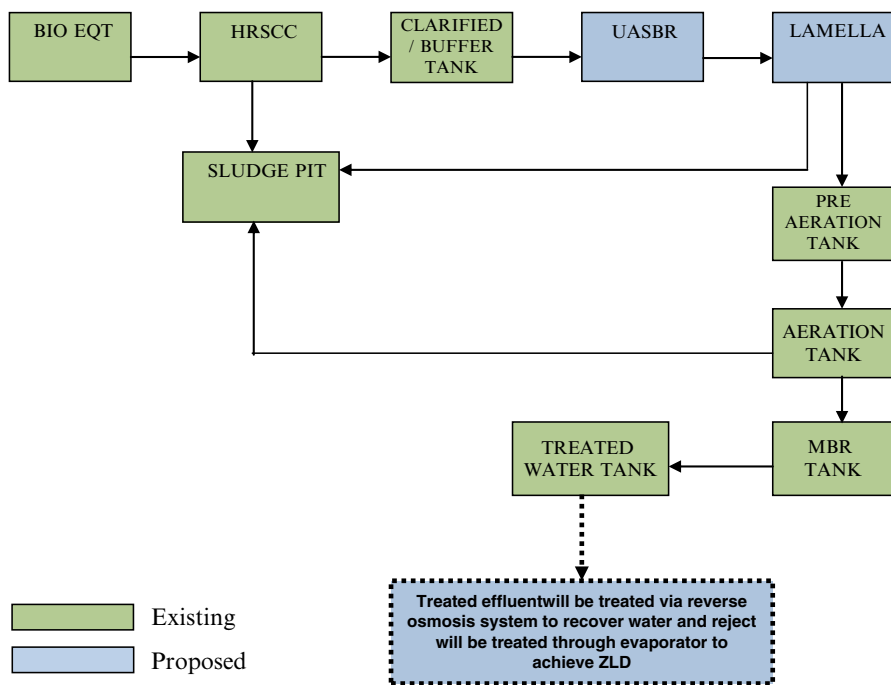 BIO EQT
HRSCC
CLARIFIED
/ BUFFER
TANK
UASBR
LAMELLA
SLUDGE PIT
PRE
AERATION
TANK
AERATION
TANK
TREATED
WATER TANK
MBR
TANK
Treated effluentwill be treated via reverse
osmosis system to recover water and reject
will be treated through evaporator to
achieve ZLD
Existing
Proposed